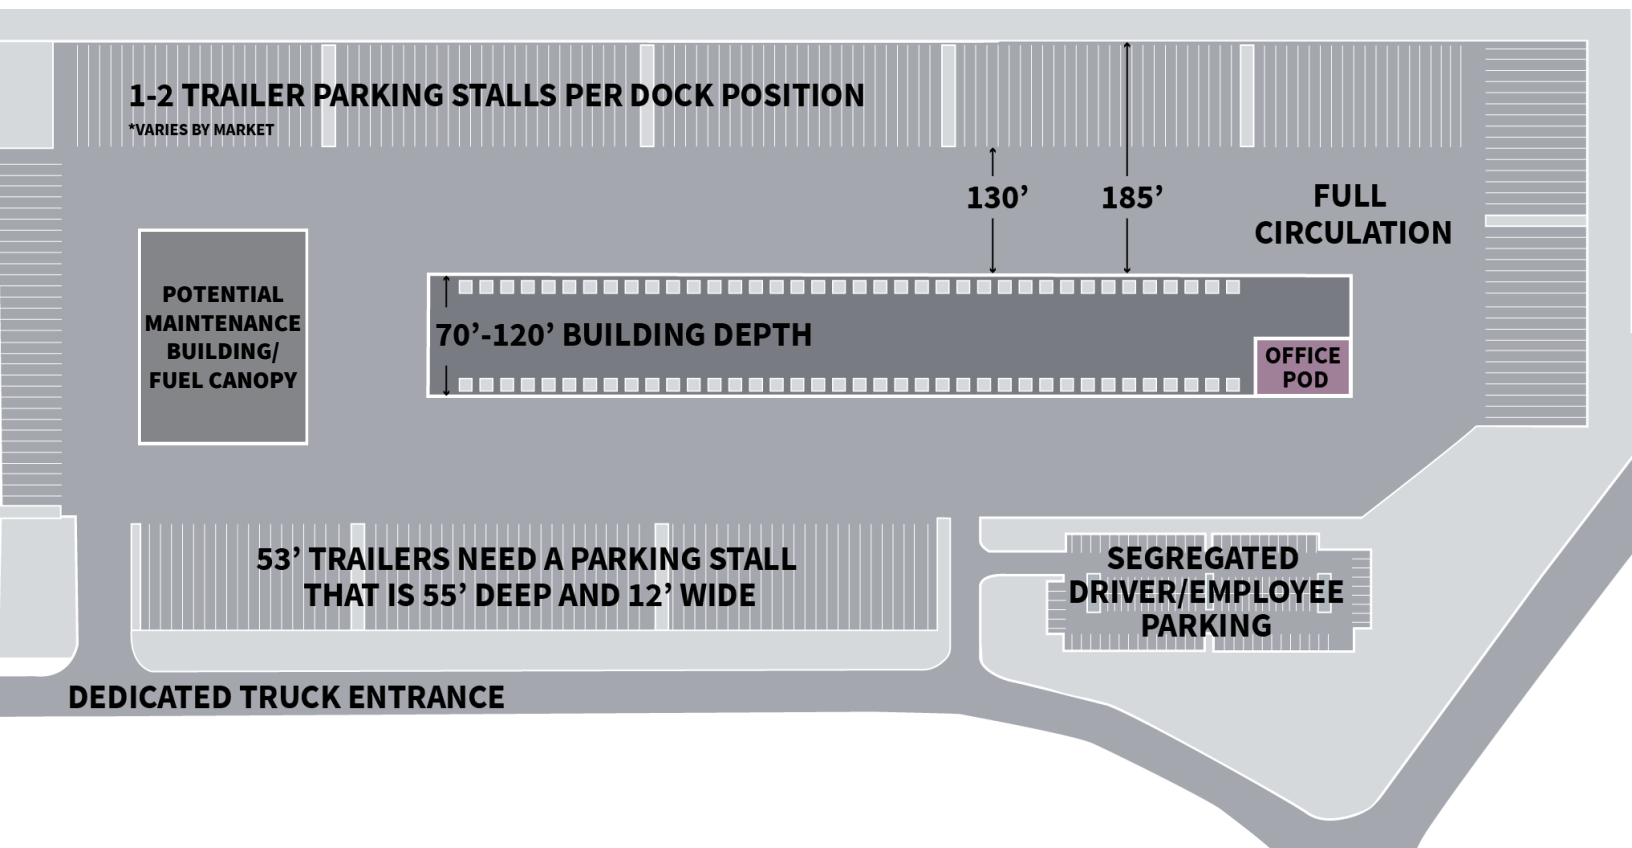 1-2 TRAILER PARKING STALLS PER DOCK POSITION
*VARIES BY MARKET
130’
185’
FULL
CIRCULATION
POTENTIAL
MAINTENANCE
BUILDING/
FUEL CANOPY
70’-120’ BUILDING DEPTH
OFFICE
POD
53’ TRAILERS NEED A PARKING STALL
THAT IS 55’ DEEP AND 12’ WIDE
SEGREGATED
DRIVER/EMPLOYEE
PARKING
DEDICATED TRUCK ENTRANCE